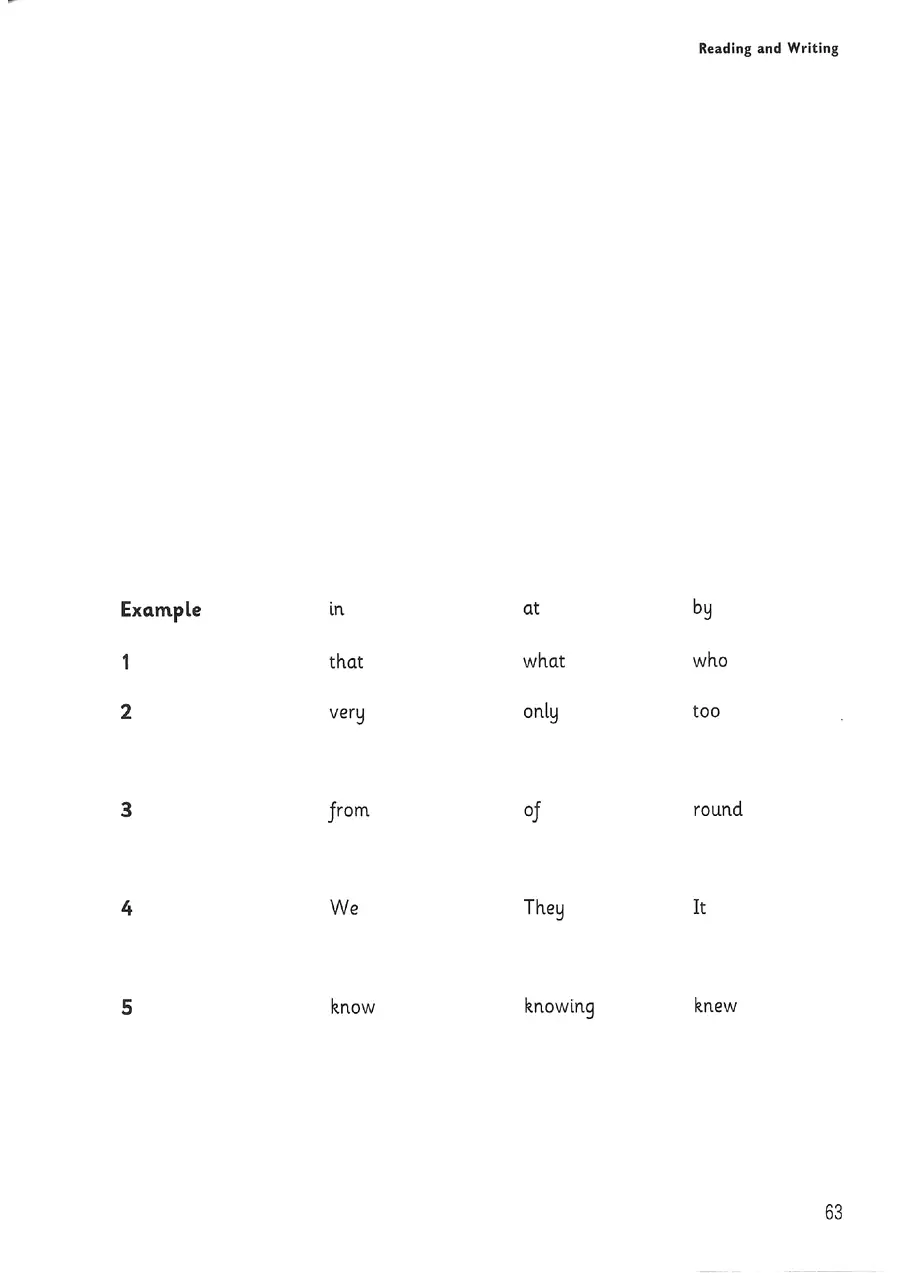 Reading and Writing
Example in at by
1 that what who
2 very only too
3 from of round
4 We They It
5 know knowing knew
63